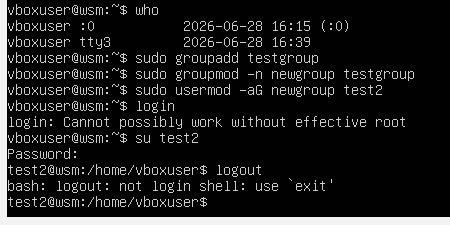 vboxuser@wsm:~$ who
vboxuser :0           2026-06-28 16:15 (:0)
vboxuser tty3         2026-06-28 16:39
vboxuser@wsm:~$ sudo groupadd testgroup
vboxuser@wsm:~$ sudo groupmod -n newgroup testgroup
vboxuser@wsm:~$ sudo usermod -aG newgroup test2
vboxuser@wsm:~$ login
login: Cannot possibly work without effective root
vboxuser@wsm:~$ su test2
Password:
test2@wsm:/home/vboxuser$ logout
bash: logout: not login shell: use `exit'
test2@wsm:/home/vboxuser$